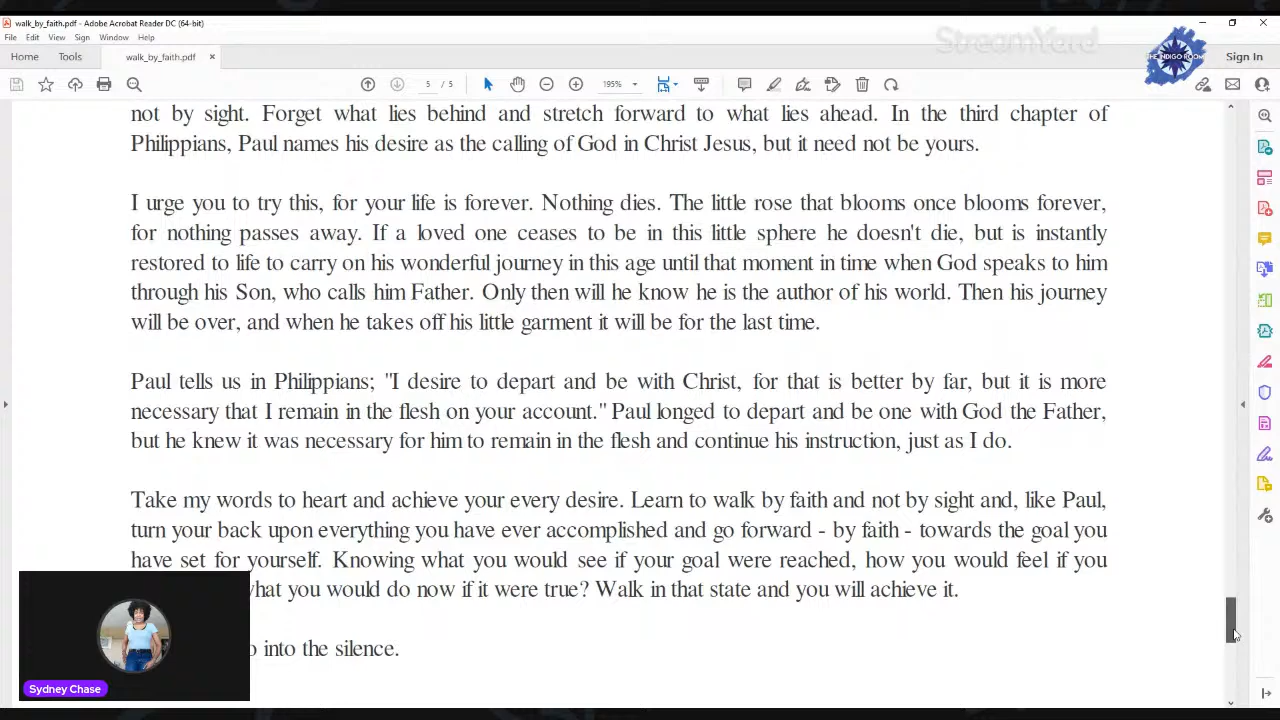 walk_by_faith.pdf - Adobe Acrobat Reader DC (64-bit)
File Edit View Sign Window Help
StreamYard
THE INDIGO ROOM
Home Tools walk_by_faith.pdf × Sign In
5 / 5 195%
not by sight. Forget what lies behind and stretch forward to what lies ahead. In the third chapter of
Philippians, Paul names his desire as the calling of God in Christ Jesus, but it need not be yours.
I urge you to try this, for your life is forever. Nothing dies. The little rose that blooms once blooms forever,
for nothing passes away. If a loved one ceases to be in this little sphere he doesn't die, but is instantly
restored to life to carry on his wonderful journey in this age until that moment in time when God speaks to him
through his Son, who calls him Father. Only then will he know he is the author of his world. Then his journey
will be over, and when he takes off his little garment it will be for the last time.
Paul tells us in Philippians; "I desire to depart and be with Christ, for that is better by far, but it is more
necessary that I remain in the flesh on your account." Paul longed to depart and be one with God the Father,
but he knew it was necessary for him to remain in the flesh and continue his instruction, just as I do.
Take my words to heart and achieve your every desire. Learn to walk by faith and not by sight and, like Paul,
turn your back upon everything you have ever accomplished and go forward - by faith - towards the goal you
have set for yourself. Knowing what you would see if your goal were reached, how you would feel if you
what you would do now if it were true? Walk in that state and you will achieve it.
into the silence.
Sydney Chase